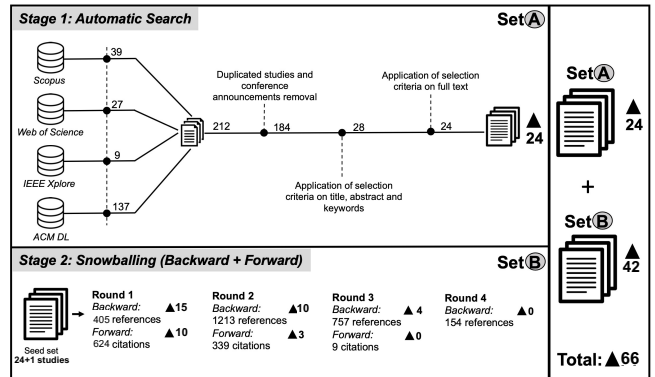 Stage 1: Automatic Search
Set A
39
Scopus
27
Web of Science
9
IEEE Xplore
137
ACM DL
212
Duplicated studies and
conference
announcements removal
184
28
Application of selection
criteria on title, abstract and
keywords
Application of selection
criteria on full text
24
▲
24
Stage 2: Snowballing (Backward + Forward)
Set B
Seed set
24+1 studies
Round 1
Backward: ▲15
405 references
Forward: ▲10
624 citations
Round 2
Backward: ▲10
1213 references
Forward: ▲3
339 citations
Round 3
Backward: ▲4
757 references
Forward: ▲0
9 citations
Round 4
Backward: ▲0
154 references
Set A
▲
24
+
Set B
▲
42
Total: ▲66